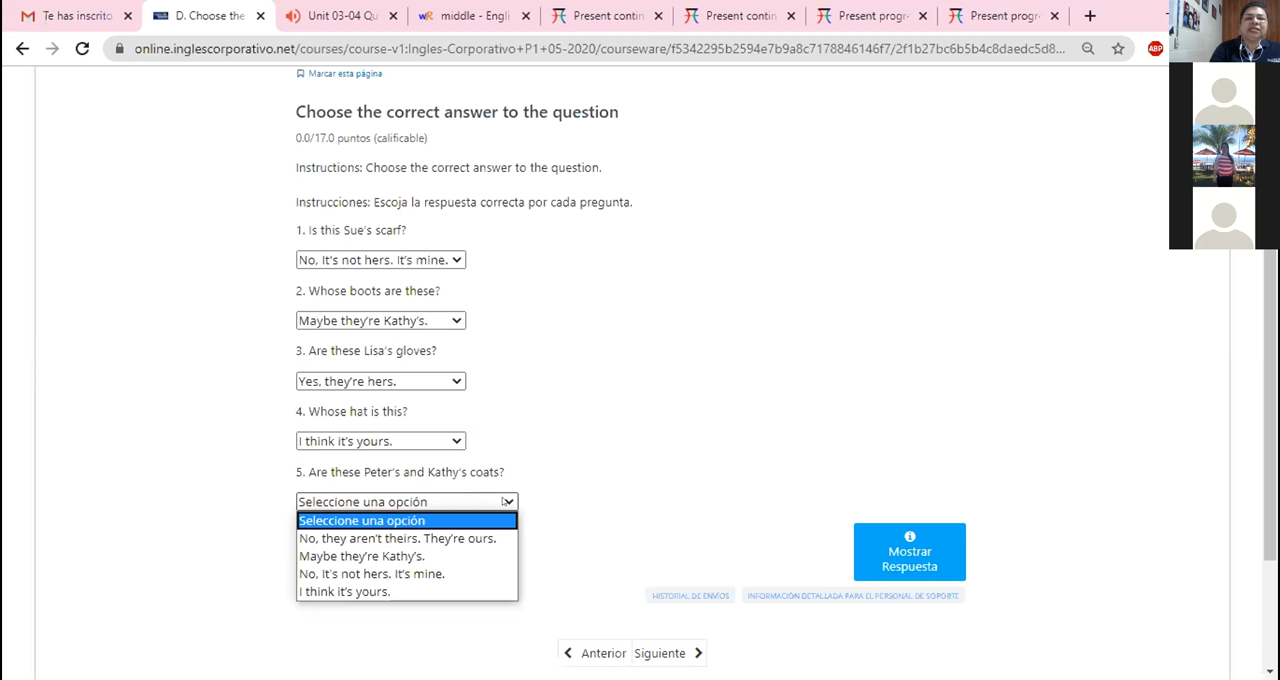 Te has inscrito
D. Choose the
Unit 03-04 Qu
middle - Engli
Present contin
Present contin
Present progr
Present progr
online.inglescorporativo.net/courses/course-v1:Ingles-Corporativo+P1+05-2020/courseware/f5342295b2594e7b9a8c7178846146f7/2f1b27bc6b5b4c8daedc5d8...
ABP
Marcar esta página
Choose the correct answer to the question
0.0/17.0 puntos (calificable)
Instructions: Choose the correct answer to the question.
Instrucciones: Escoja la respuesta correcta por cada pregunta.
1. Is this Sue's scarf?
No, It's not hers. It's mine.
2. Whose boots are these?
Maybe they're Kathy's.
3. Are these Lisa's gloves?
Yes, they're hers.
4. Whose hat is this?
I think it's yours.
5. Are these Peter's and Kathy's coats?
Seleccione una opción
Seleccione una opción
No, they aren't theirs. They're ours.
Maybe they're Kathy's.
No, It's not hers. It's mine.
I think it's yours.
Mostrar
Respuesta
HISTORIAL DE ENVÍOS
INFORMACIÓN DETALLADA PARA EL PERSONAL DE SOPORTE
Anterior
Siguiente